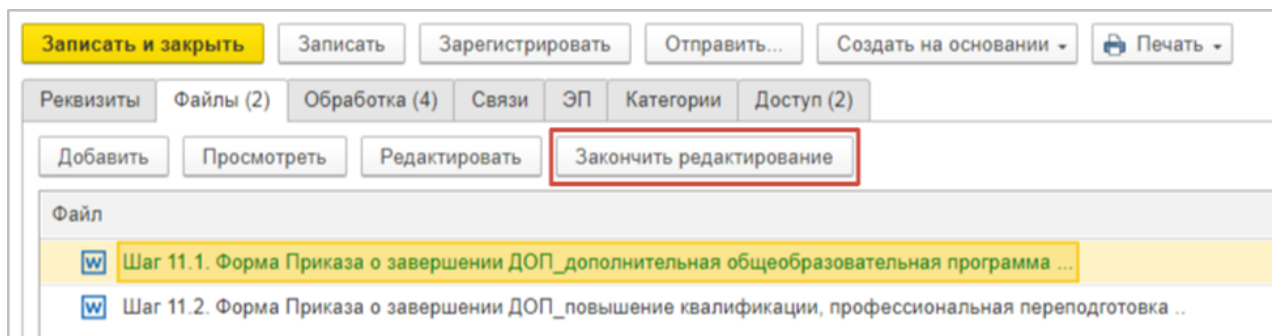 Записать и закрыть Записать Зарегистрировать Отправить... Создать на основании Печать
Реквизиты Файлы (2) Обработка (4) Связи ЭП Категории Доступ (2)
Добавить Просмотреть Редактировать Закончить редактирование
Файл
Шаг 11.1. Форма Приказа о завершении ДОП_дополнительная общеобразовательная программа ...
Шаг 11.2. Форма Приказа о завершении ДОП_повышение квалификации, профессиональная переподготовка ..